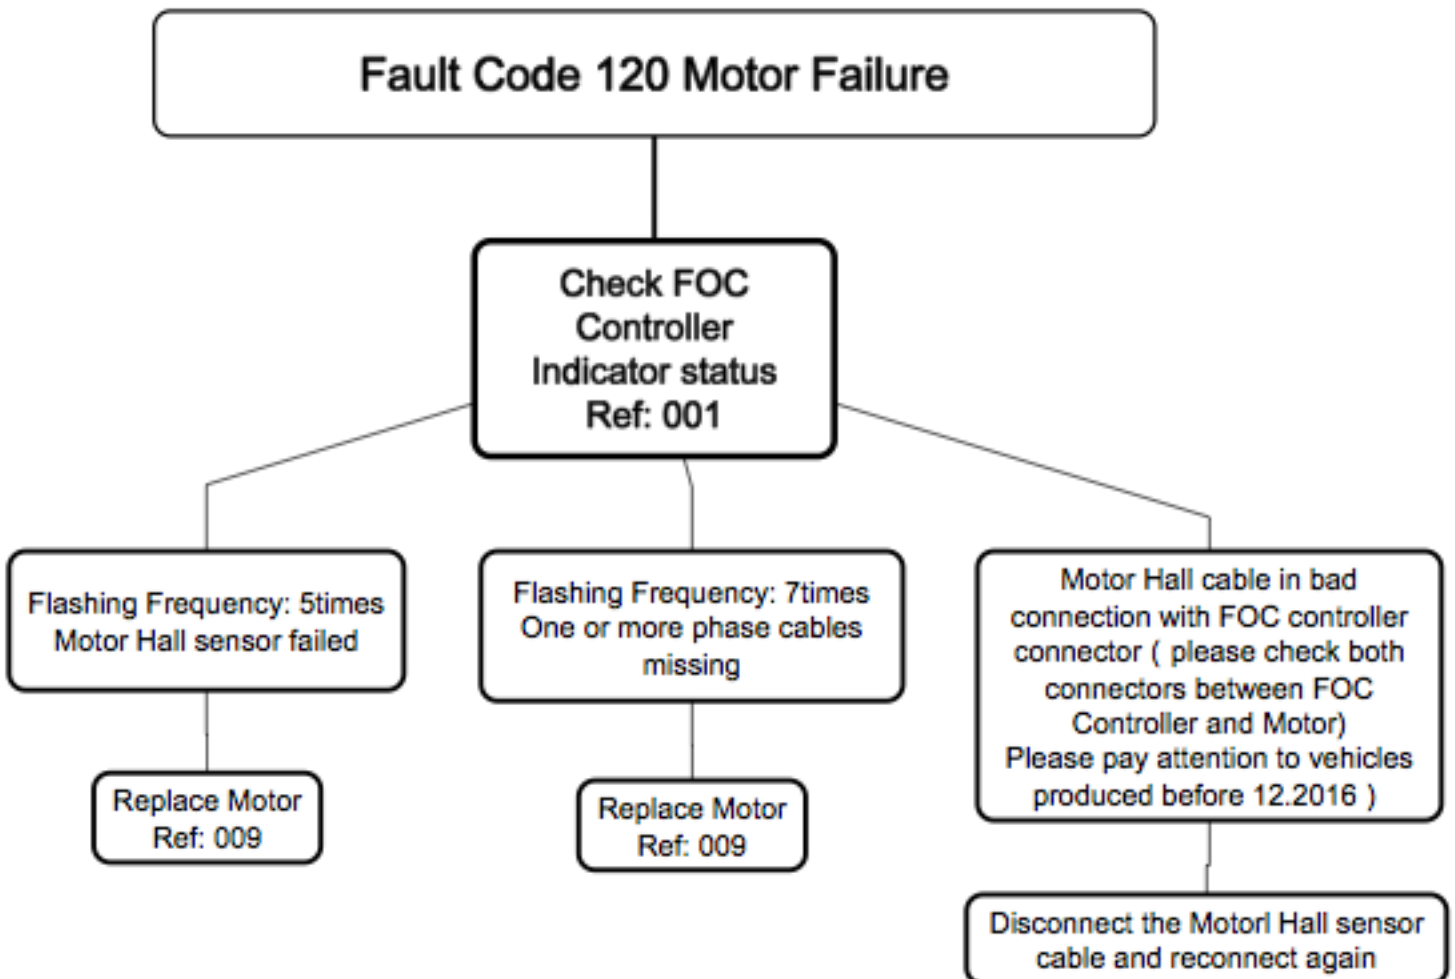 Fault Code 120 Motor Failure
Check FOC
Controller
Indicator status
Ref: 001
Flashing Frequency: 5times
Motor Hall sensor failed
Replace Motor
Ref: 009
Flashing Frequency: 7times
One or more phase cables
missing
Replace Motor
Ref: 009
Motor Hall cable in bad
connection with FOC controller
connector ( please check both
connectors between FOC
Controller and Motor)
Please pay attention to vehicles
produced before 12.2016 )
Disconnect the Motorl Hall sensor
cable and reconnect again